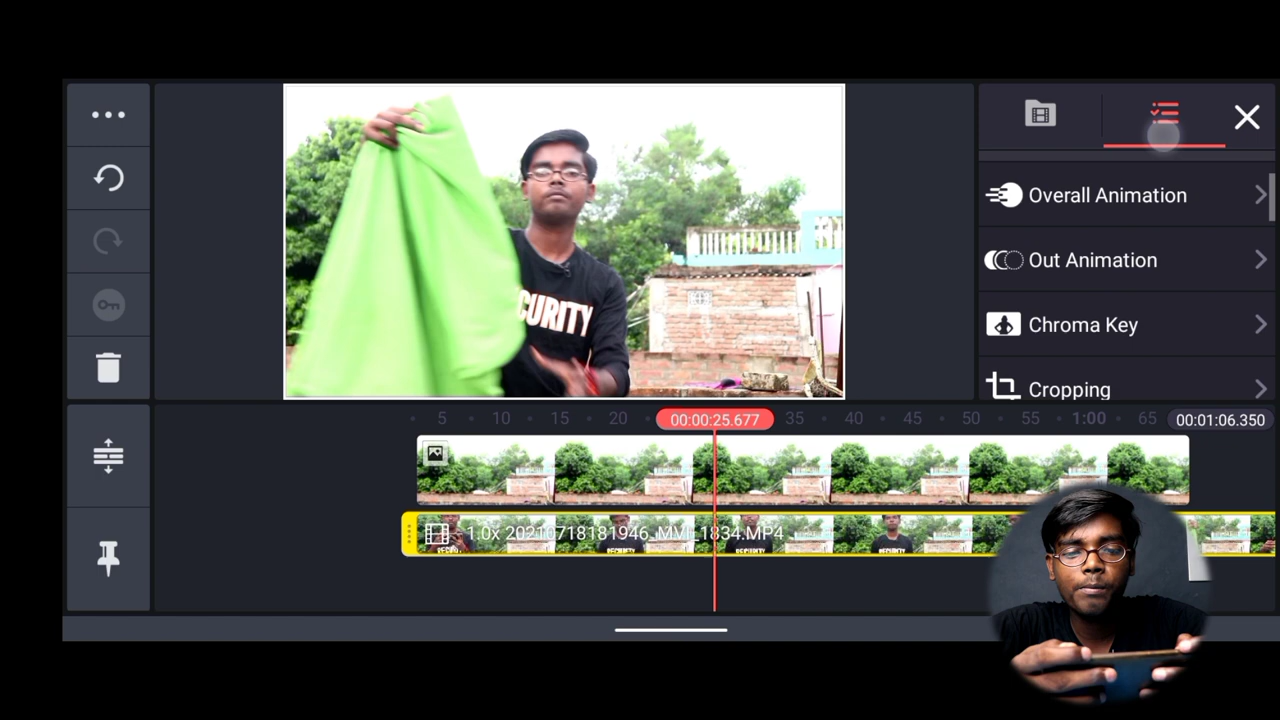 Overall Animation
Out Animation
Chroma Key
Cropping
CURITY
5 10 15 20 00:00:25.677 35 40 45 50 55 1:00 65 00:01:06.350
1.0x 20210718181946_MVI_1834.MP4